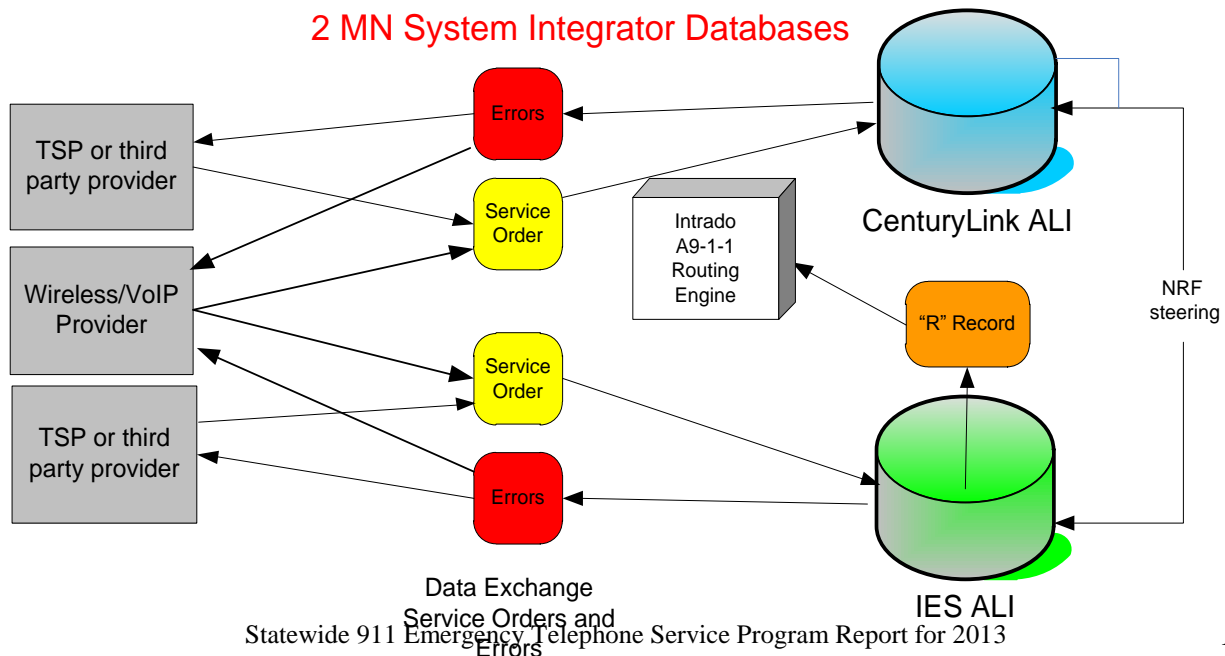 2 MN System Integrator Databases
TSP or third
party provider
Errors
Service
Order
Intrado
A9-1-1
Routing
Engine
CenturyLink ALI
Wireless/VoIP
Provider
NRF
steering
"R" Record
Service
Order
TSP or third
party provider
Errors
IES ALI
Data Exchange
Service Orders and
Errors
Statewide 911 Emergency Telephone Service Program Report for 2013